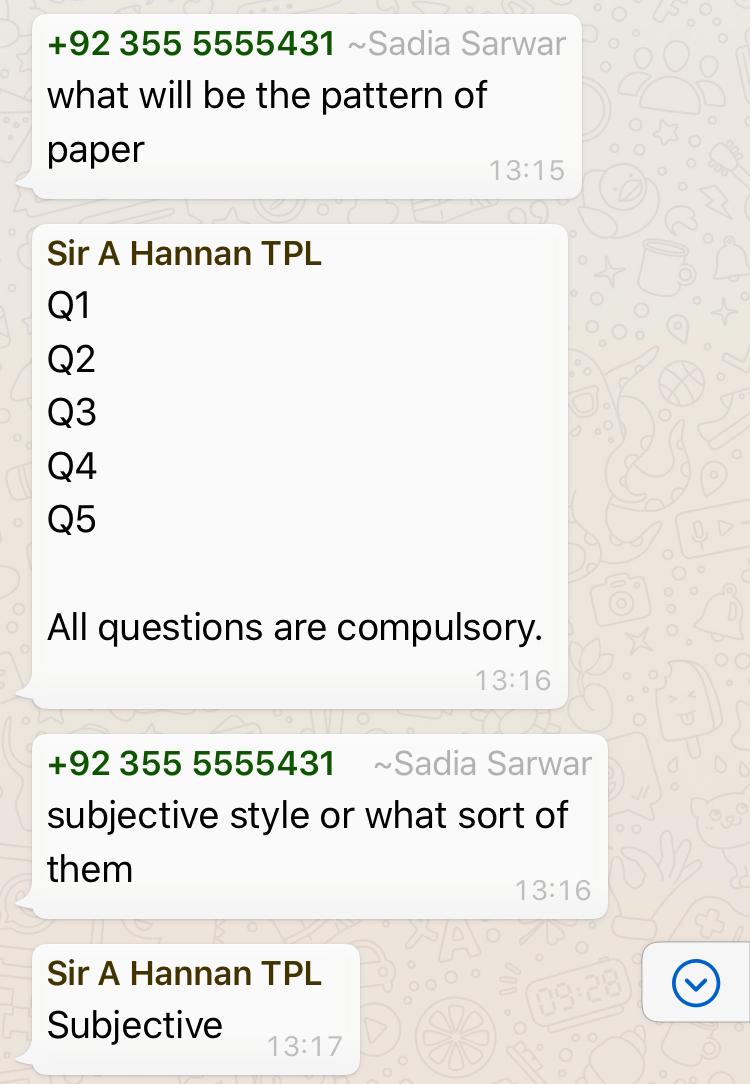 +92 355 5555431 ~Sadia Sarwar
what will be the pattern of
paper
13:15
Sir A Hannan TPL
Q1
Q2
Q3
Q4
Q5
All questions are compulsory.
13:16
+92 355 5555431 ~Sadia Sarwar
subjective style or what sort of
them
13:16
Sir A Hannan TPL
Subjective
13:17
09:28